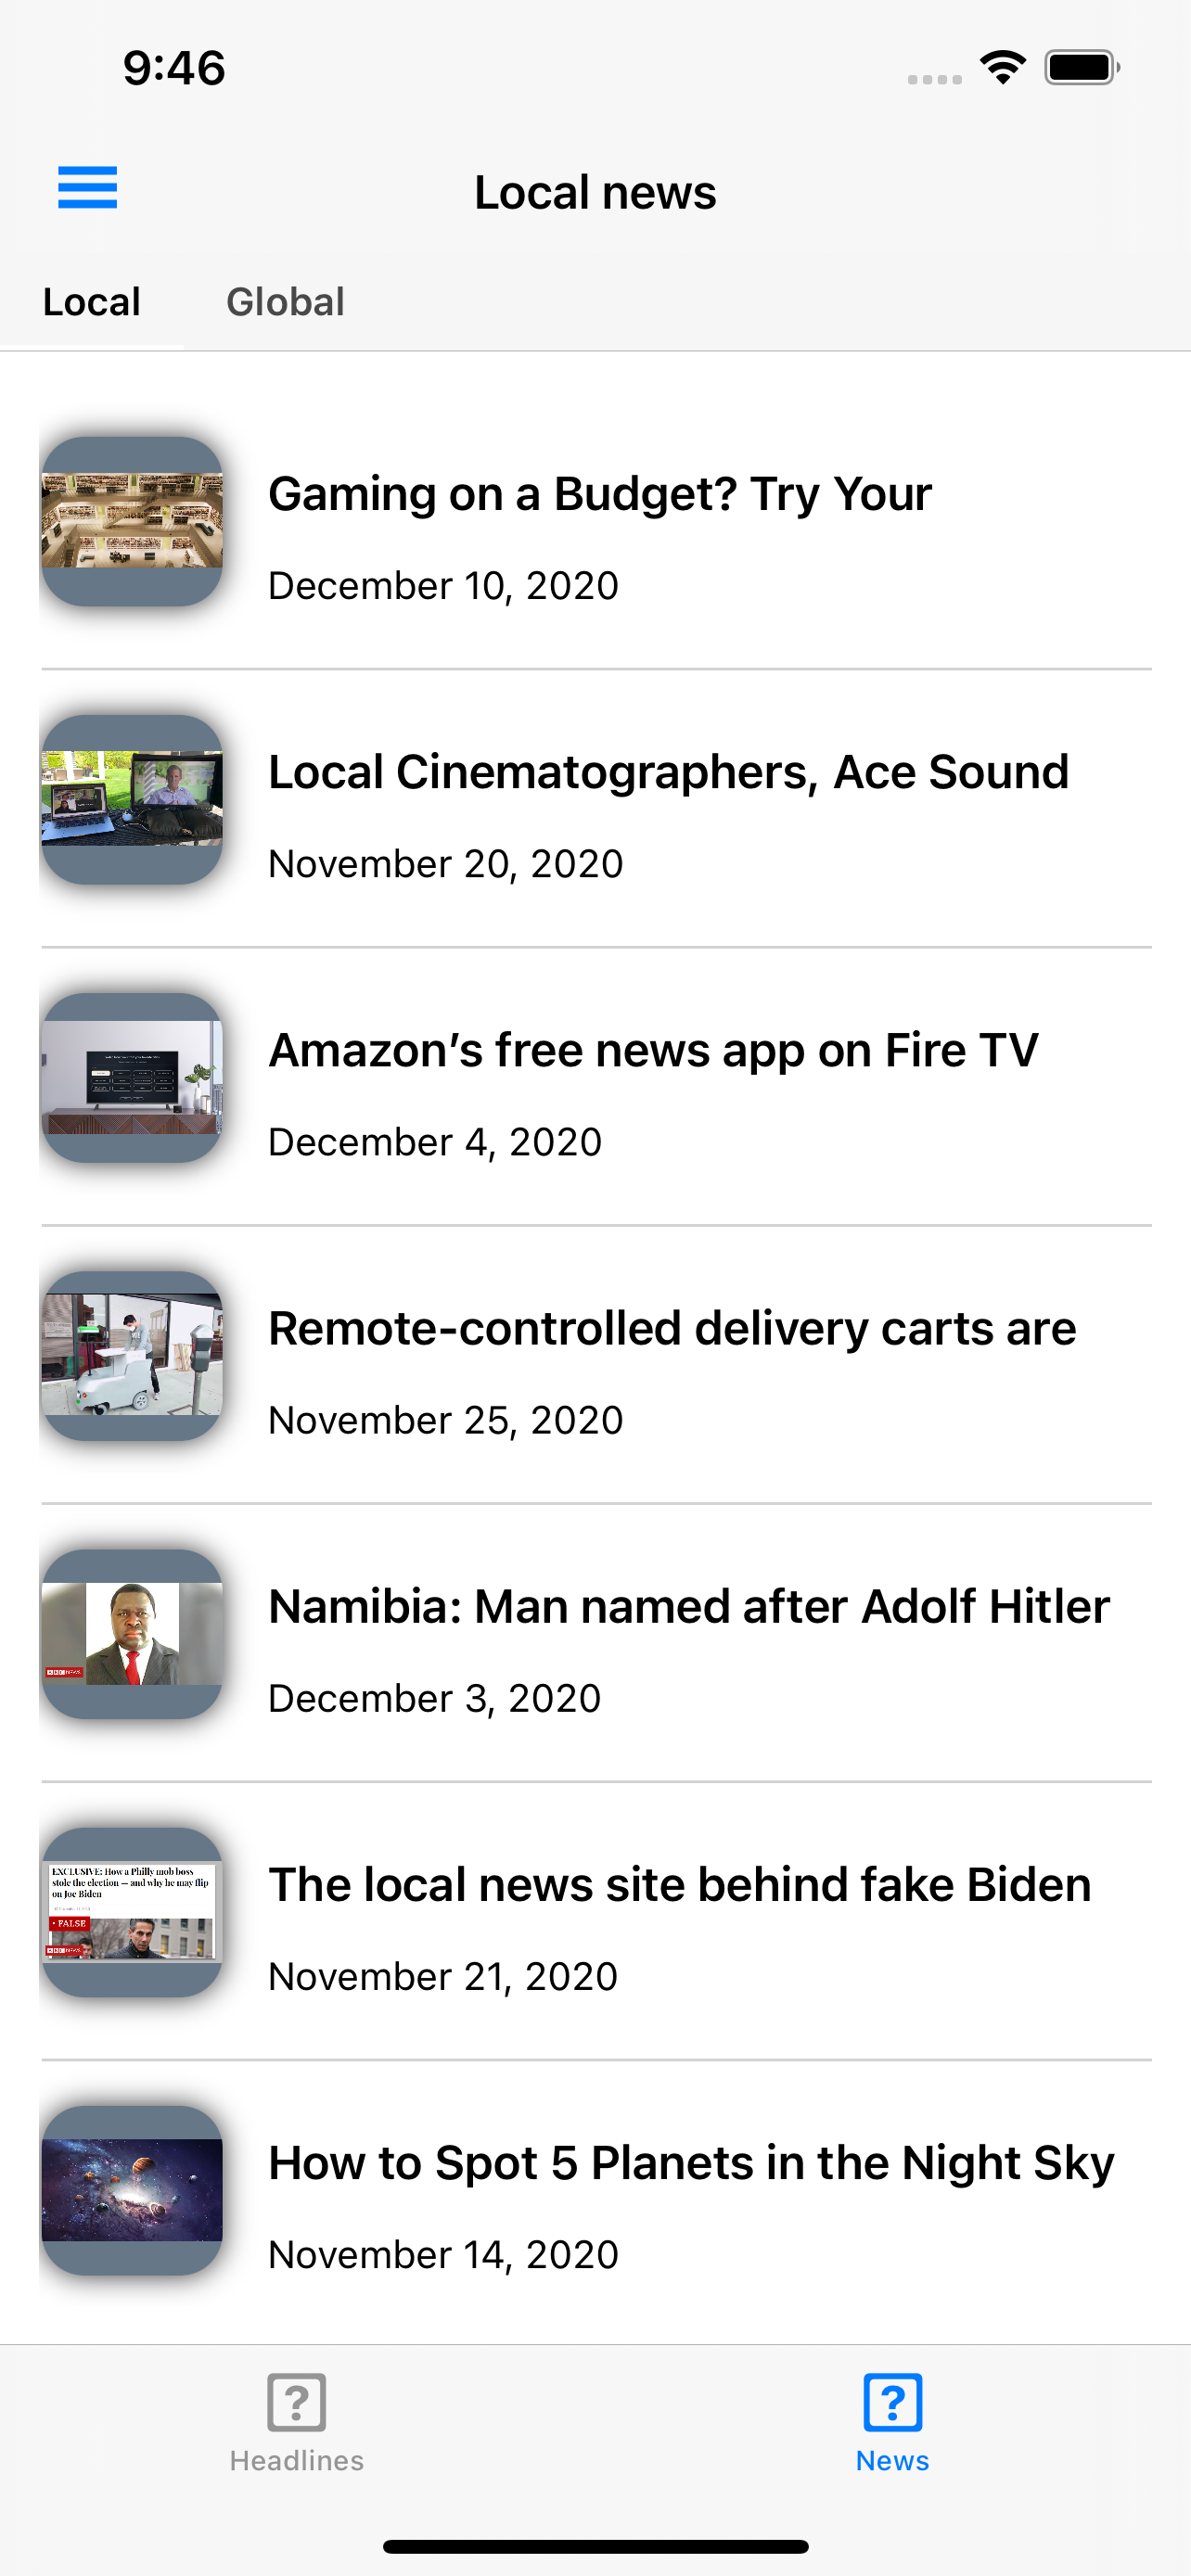 9:46
Local news
Local Global
Gaming on a Budget? Try Your
December 10, 2020
Local Cinematographers, Ace Sound
November 20, 2020
Amazon’s free news app on Fire TV
December 4, 2020
Remote-controlled delivery carts are
November 25, 2020
Namibia: Man named after Adolf Hitler
December 3, 2020
BBC NEWS
The local news site behind fake Biden
November 21, 2020
EXCLUSIVE: How a Philly mob boss
stole the election — and why he may flip
on Joe Biden
• FALSE
BBC NEWS
How to Spot 5 Planets in the Night Sky
November 14, 2020
? ?
Headlines News